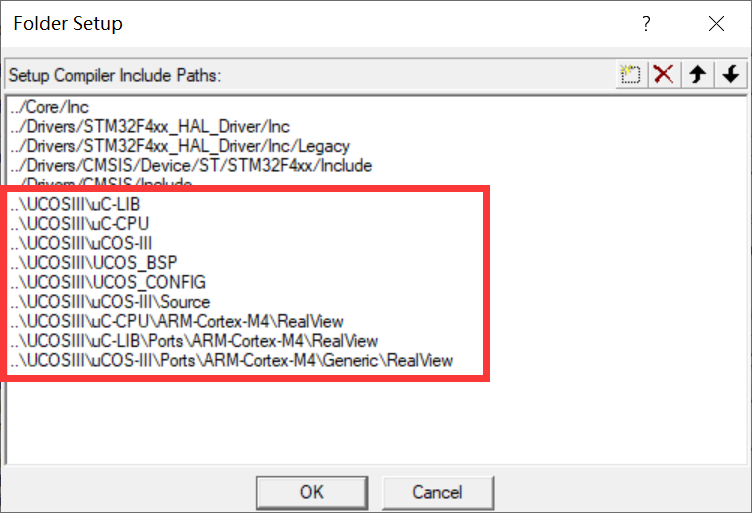 Folder Setup
?
Setup Compiler Include Paths:
../Core/Inc
../Drivers/STM32F4xx_HAL_Driver/Inc
../Drivers/STM32F4xx_HAL_Driver/Inc/Legacy
../Drivers/CMSIS/Device/ST/STM32F4xx/Include
../Drivers/CMSIS/Include
..\UCOSIII\uC-LIB
..\UCOSIII\uC-CPU
..\UCOSIII\uCOS-III
..\UCOSIII\UCOS_BSP
..\UCOSIII\UCOS_CONFIG
..\UCOSIII\uCOS-III\Source
..\UCOSIII\uC-CPU\ARM-Cortex-M4\RealView
..\UCOSIII\uC-LIB\Ports\ARM-Cortex-M4\RealView
..\UCOSIII\uCOS-III\Ports\ARM-Cortex-M4\Generic\RealView
OK
Cancel